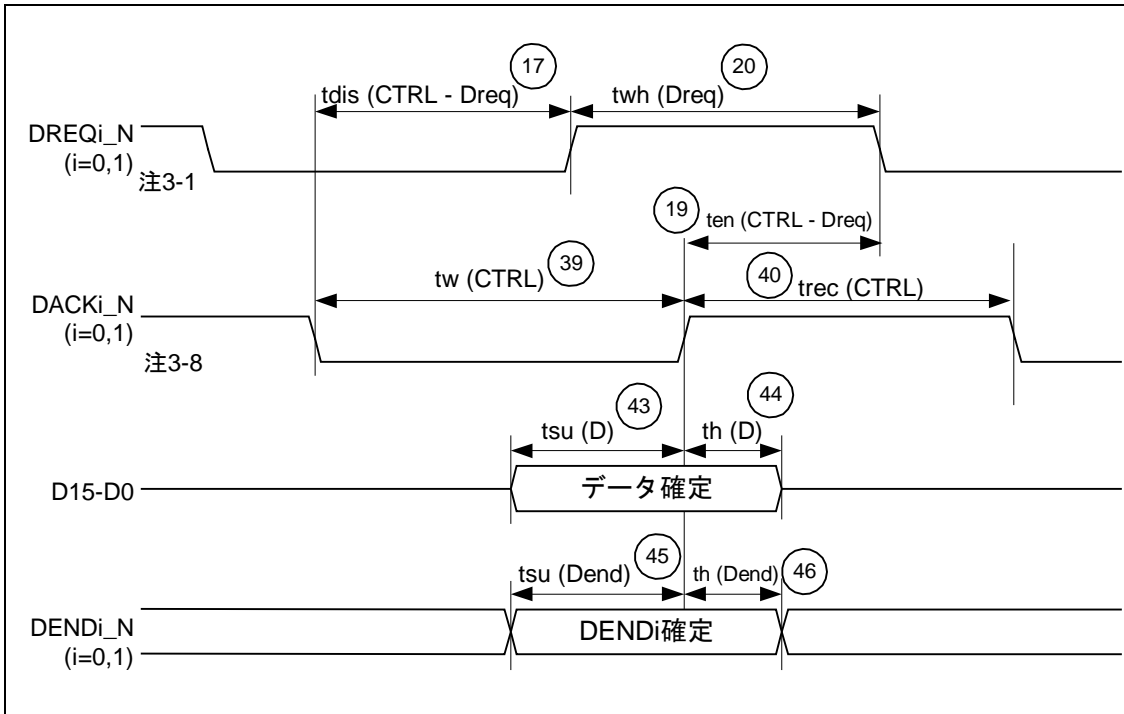 17
20
tdis (CTRL - Dreq)
twh (Dreq)
DREQi_N
(i=0,1)
注3-1
19
ten (CTRL - Dreq)
39
tw (CTRL)
40
trec (CTRL)
DACKi_N
(i=0,1)
注3-8
43
44
tsu (D)
th (D)
D15-D0
データ確定
45
tsu (Dend)
th (Dend)
46
DENDi_N
(i=0,1)
DENDi確定